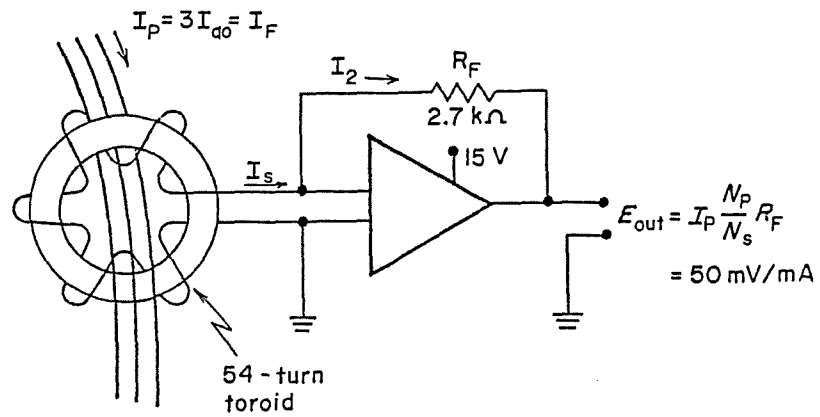 I_P = 3I_ao = I_F
I_2 →
R_F
2.7 kΩ
15 V
I_s →
E_out = I_P N_P/N_s R_F
= 50 mV/mA
54-turn
toroid